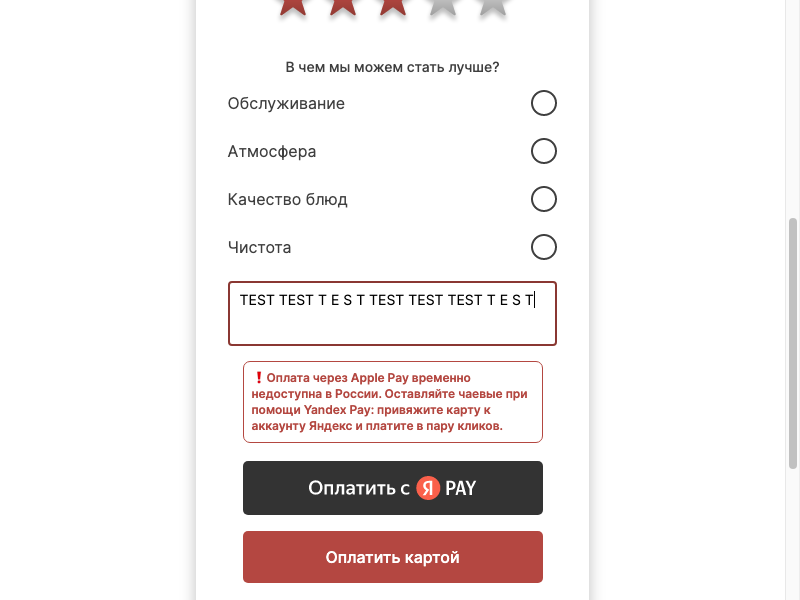 В чем мы можем стать лучше?
Обслуживание
Атмосфера
Качество блюд
Чистота
TEST TEST T E S T TEST TEST TEST T E S T
❗ Оплата через Apple Pay временно
недоступна в России. Оставляйте чаевые при
помощи Yandex Pay: привяжите карту к
аккаунту Яндекс и платите в пару кликов.
Оплатить с Я PAY
Оплатить картой